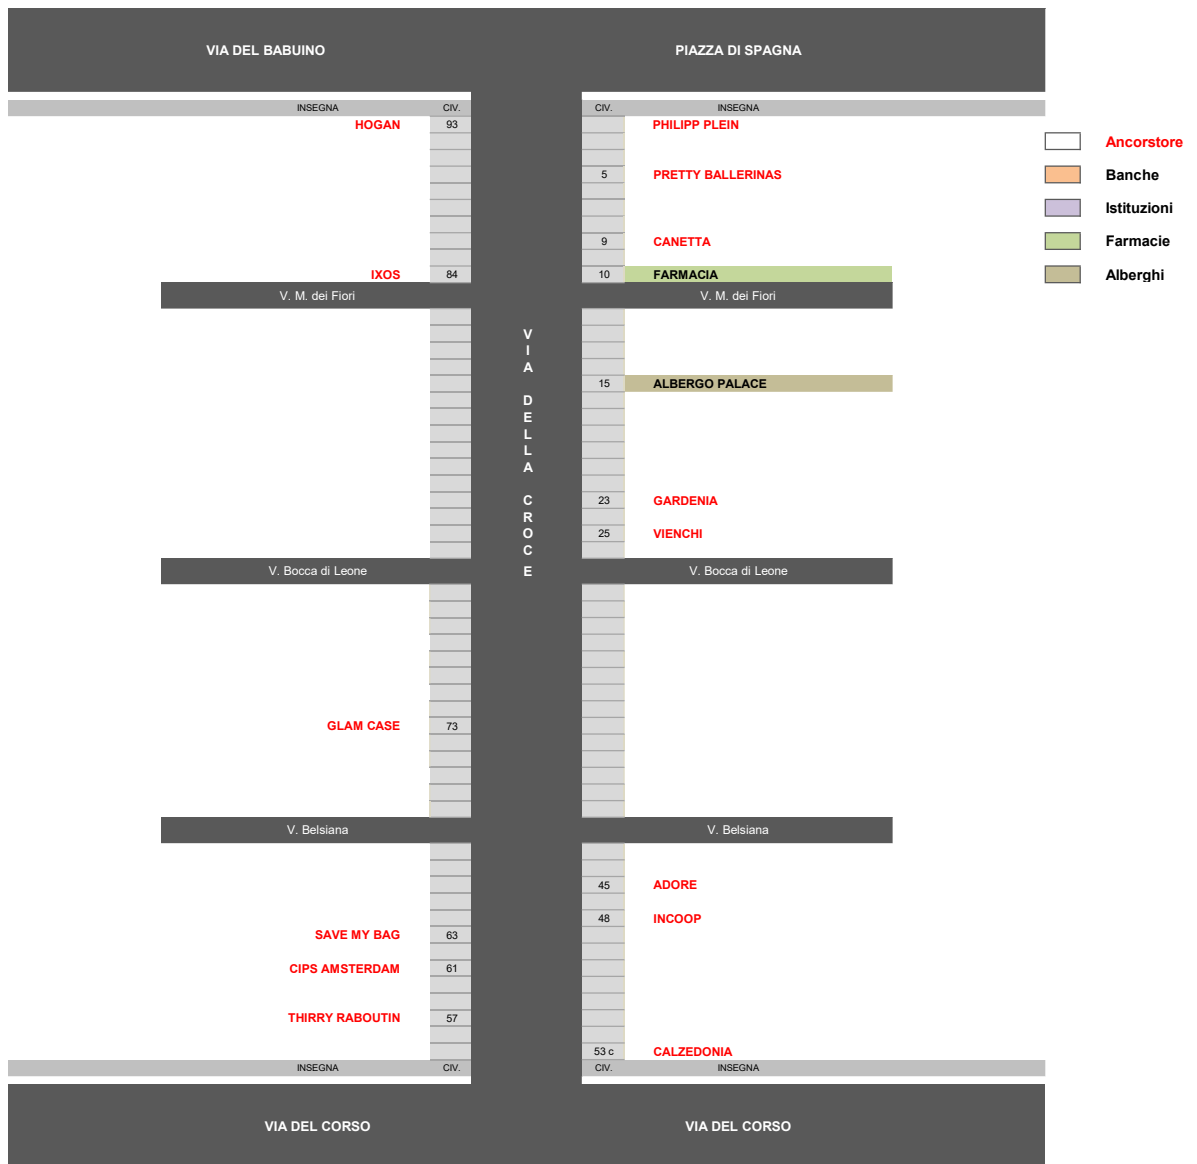 VIA DEL BABUINO PIAZZA DI SPAGNA
INSEGNA CIV. CIV. INSEGNA
HOGAN 93 PHILIPP PLEIN
Ancorstore
5 PRETTY BALLERINAS
Banche
Istituzioni
9 CANETTA
Farmacie
IXOS 84 10 FARMACIA
Alberghi
V. M. dei Fiori V. M. dei Fiori
VIA DELLA CROCE
15 ALBERGO PALACE
23 GARDENIA
25 VIENCHI
V. Bocca di Leone V. Bocca di Leone
GLAM CASE 73
V. Belsiana V. Belsiana
45 ADORE
48 INCOOP
SAVE MY BAG 63
CIPS AMSTERDAM 61
THIRRY RABOUTIN 57
53 c CALZEDONIA
INSEGNA CIV. CIV. INSEGNA
VIA DEL CORSO VIA DEL CORSO